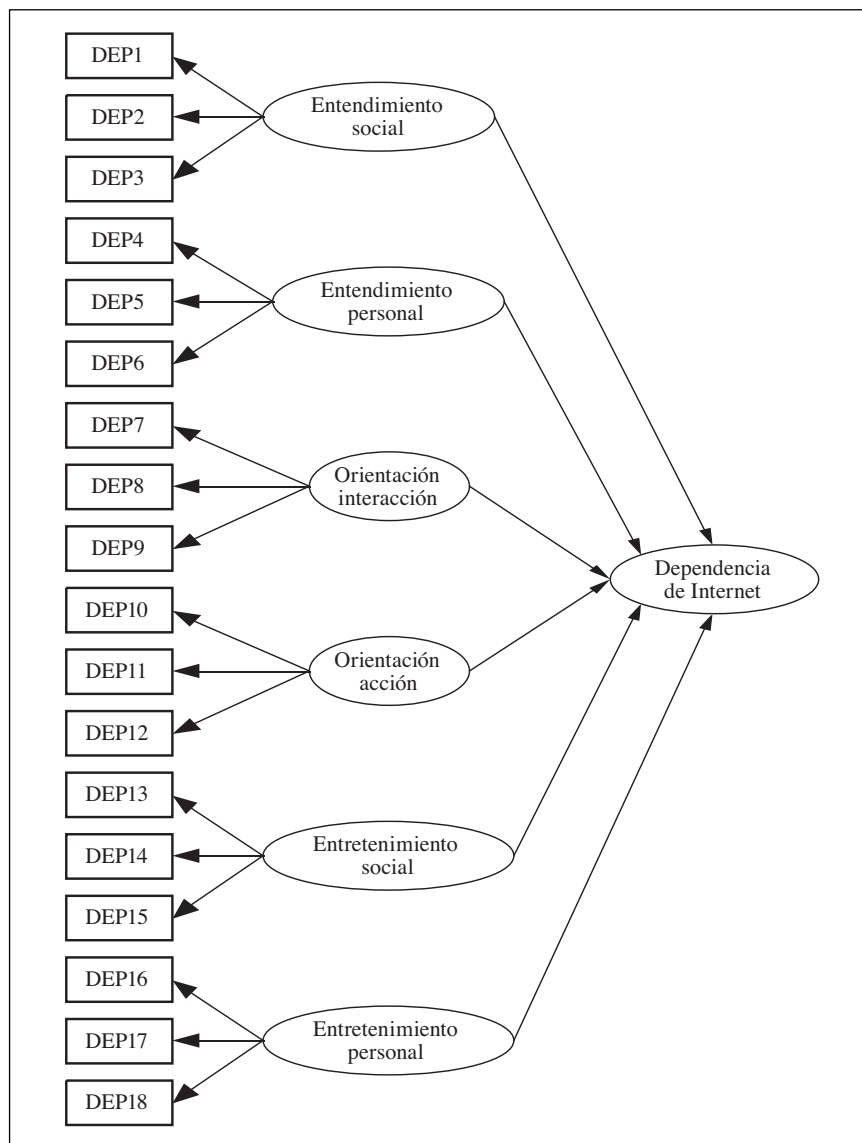 DEP1
DEP2
DEP3
Entendimiento
social
DEP4
DEP5
DEP6
Entendimiento
personal
DEP7
DEP8
DEP9
Orientación
interacción
DEP10
DEP11
DEP12
Orientación
acción
DEP13
DEP14
DEP15
Entretenimiento
social
DEP16
DEP17
DEP18
Entretenimiento
personal
Dependencia
de Internet